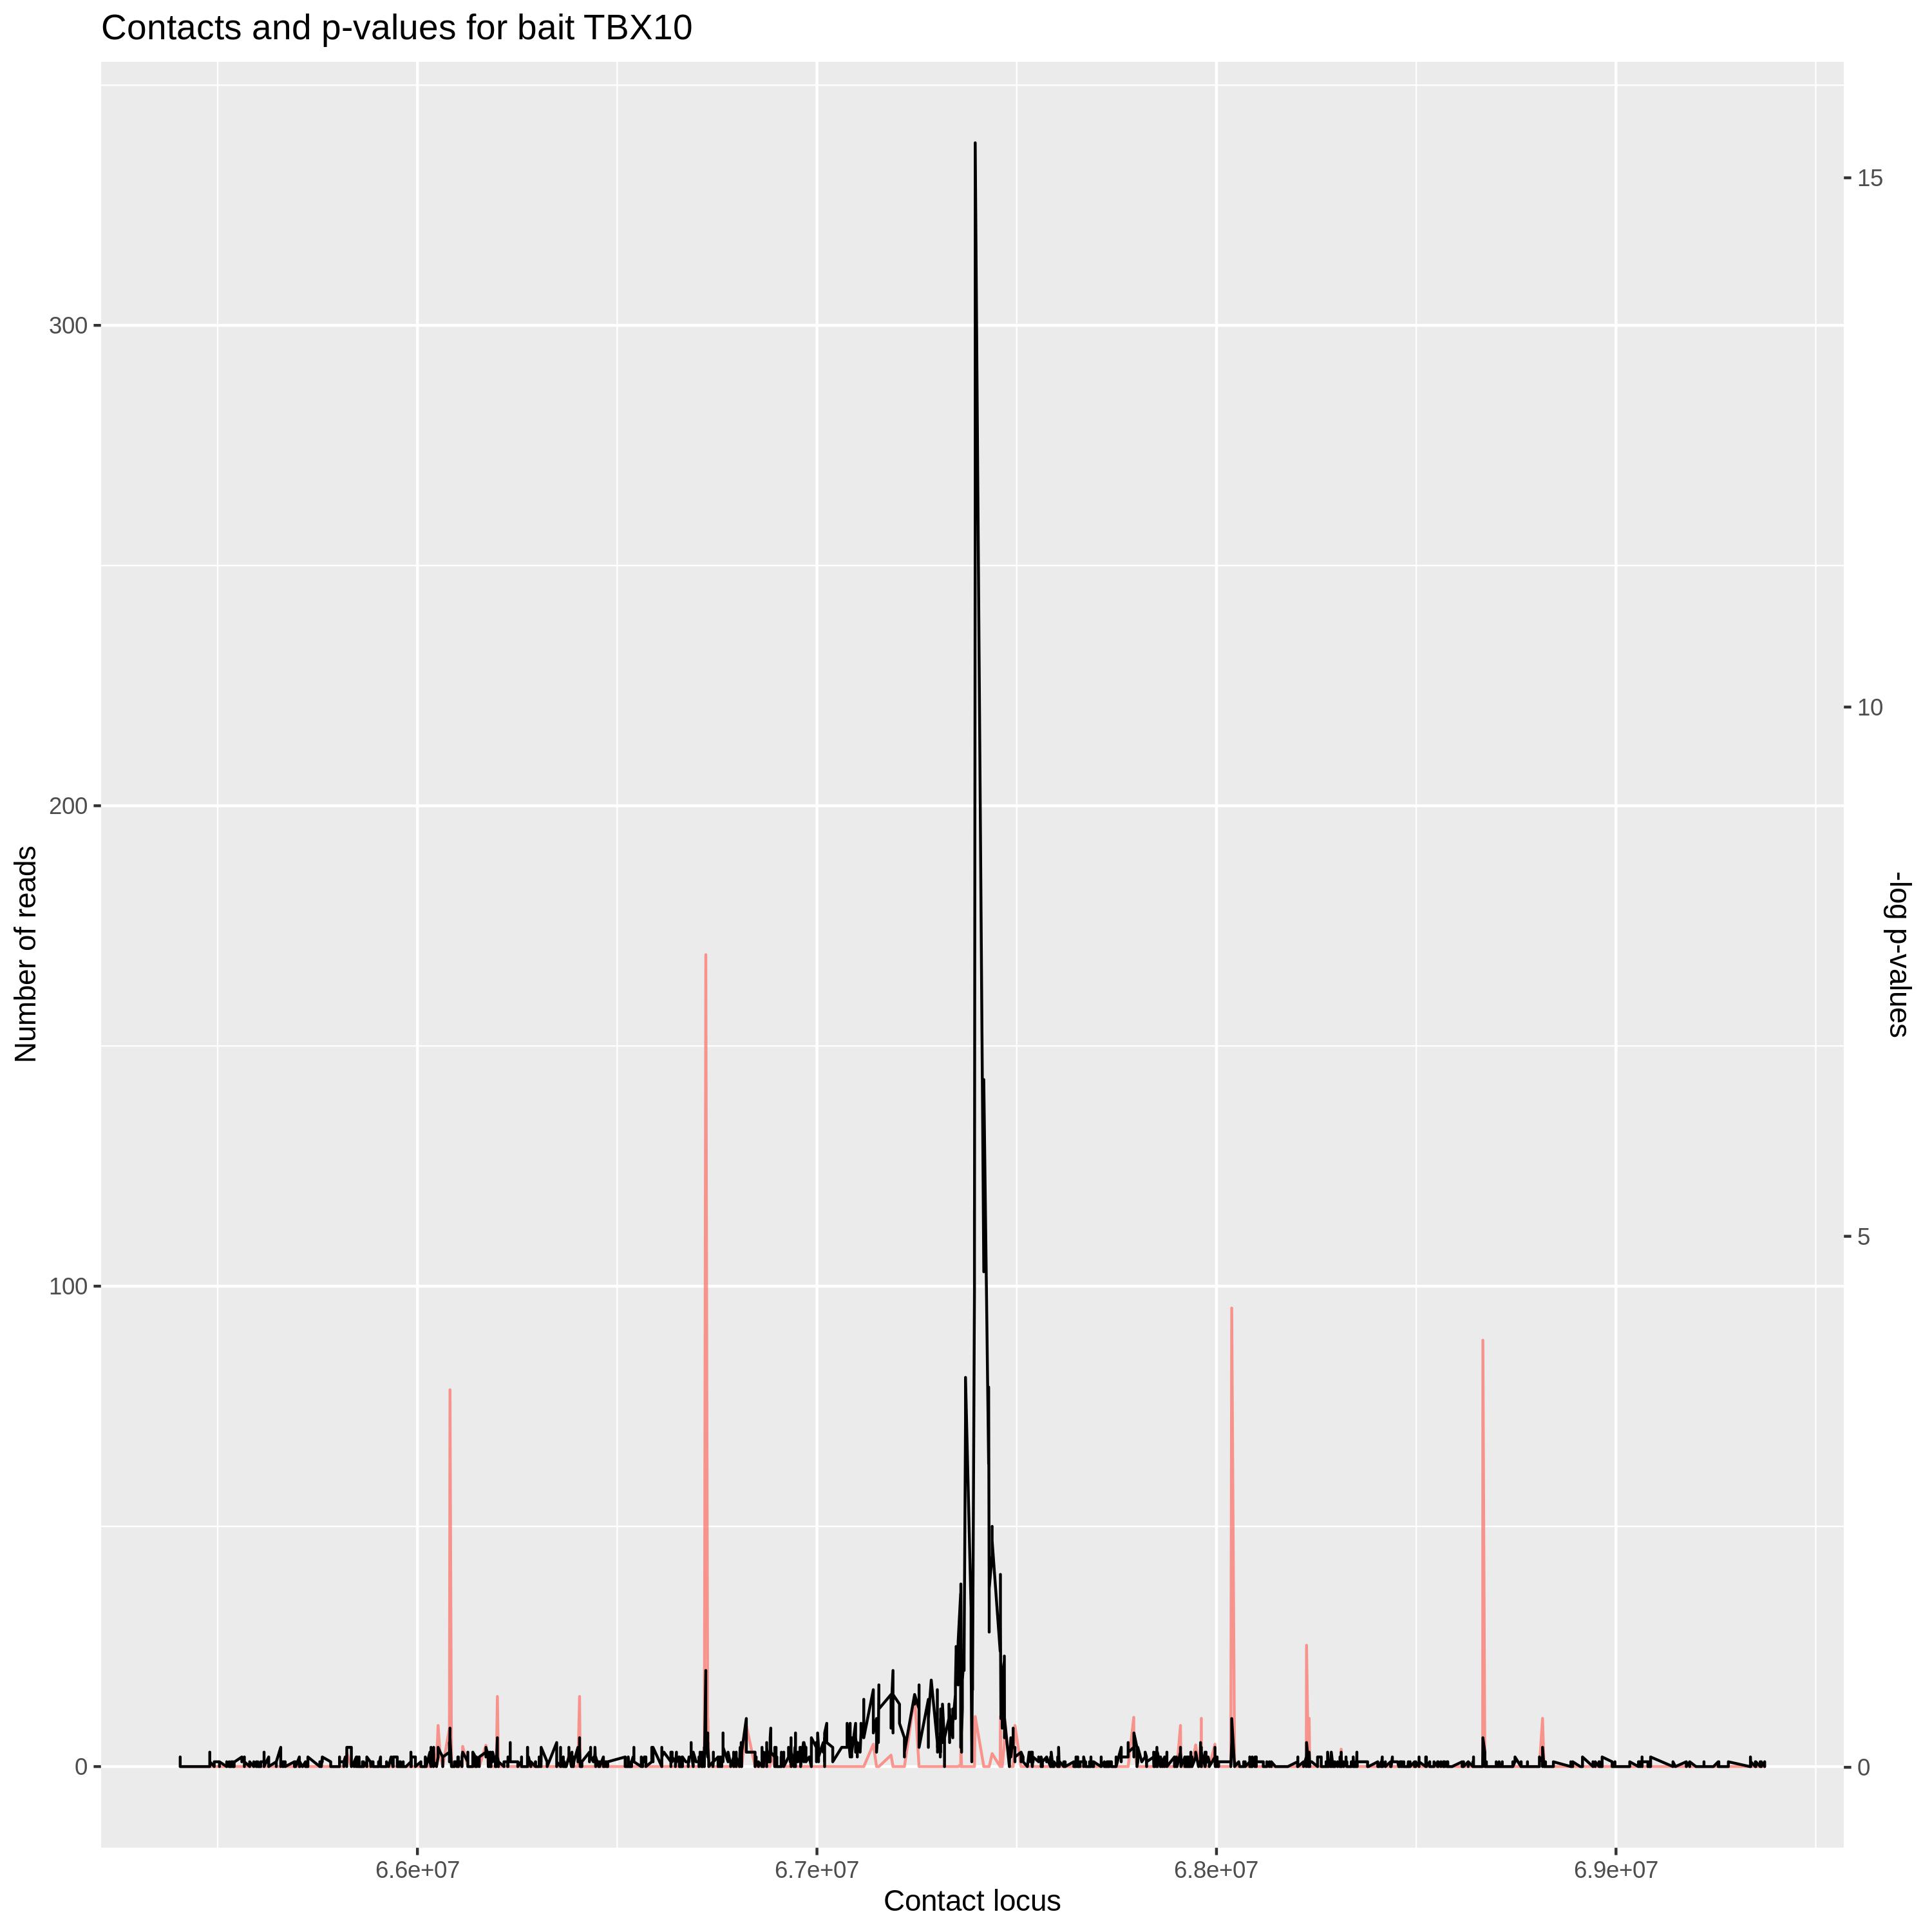 Contacts and p-values for bait TBX10
Number of reads
300
200
100
0
15
10
5
0
-log p-values
6.6e+07
6.7e+07
6.8e+07
6.9e+07
Contact locus